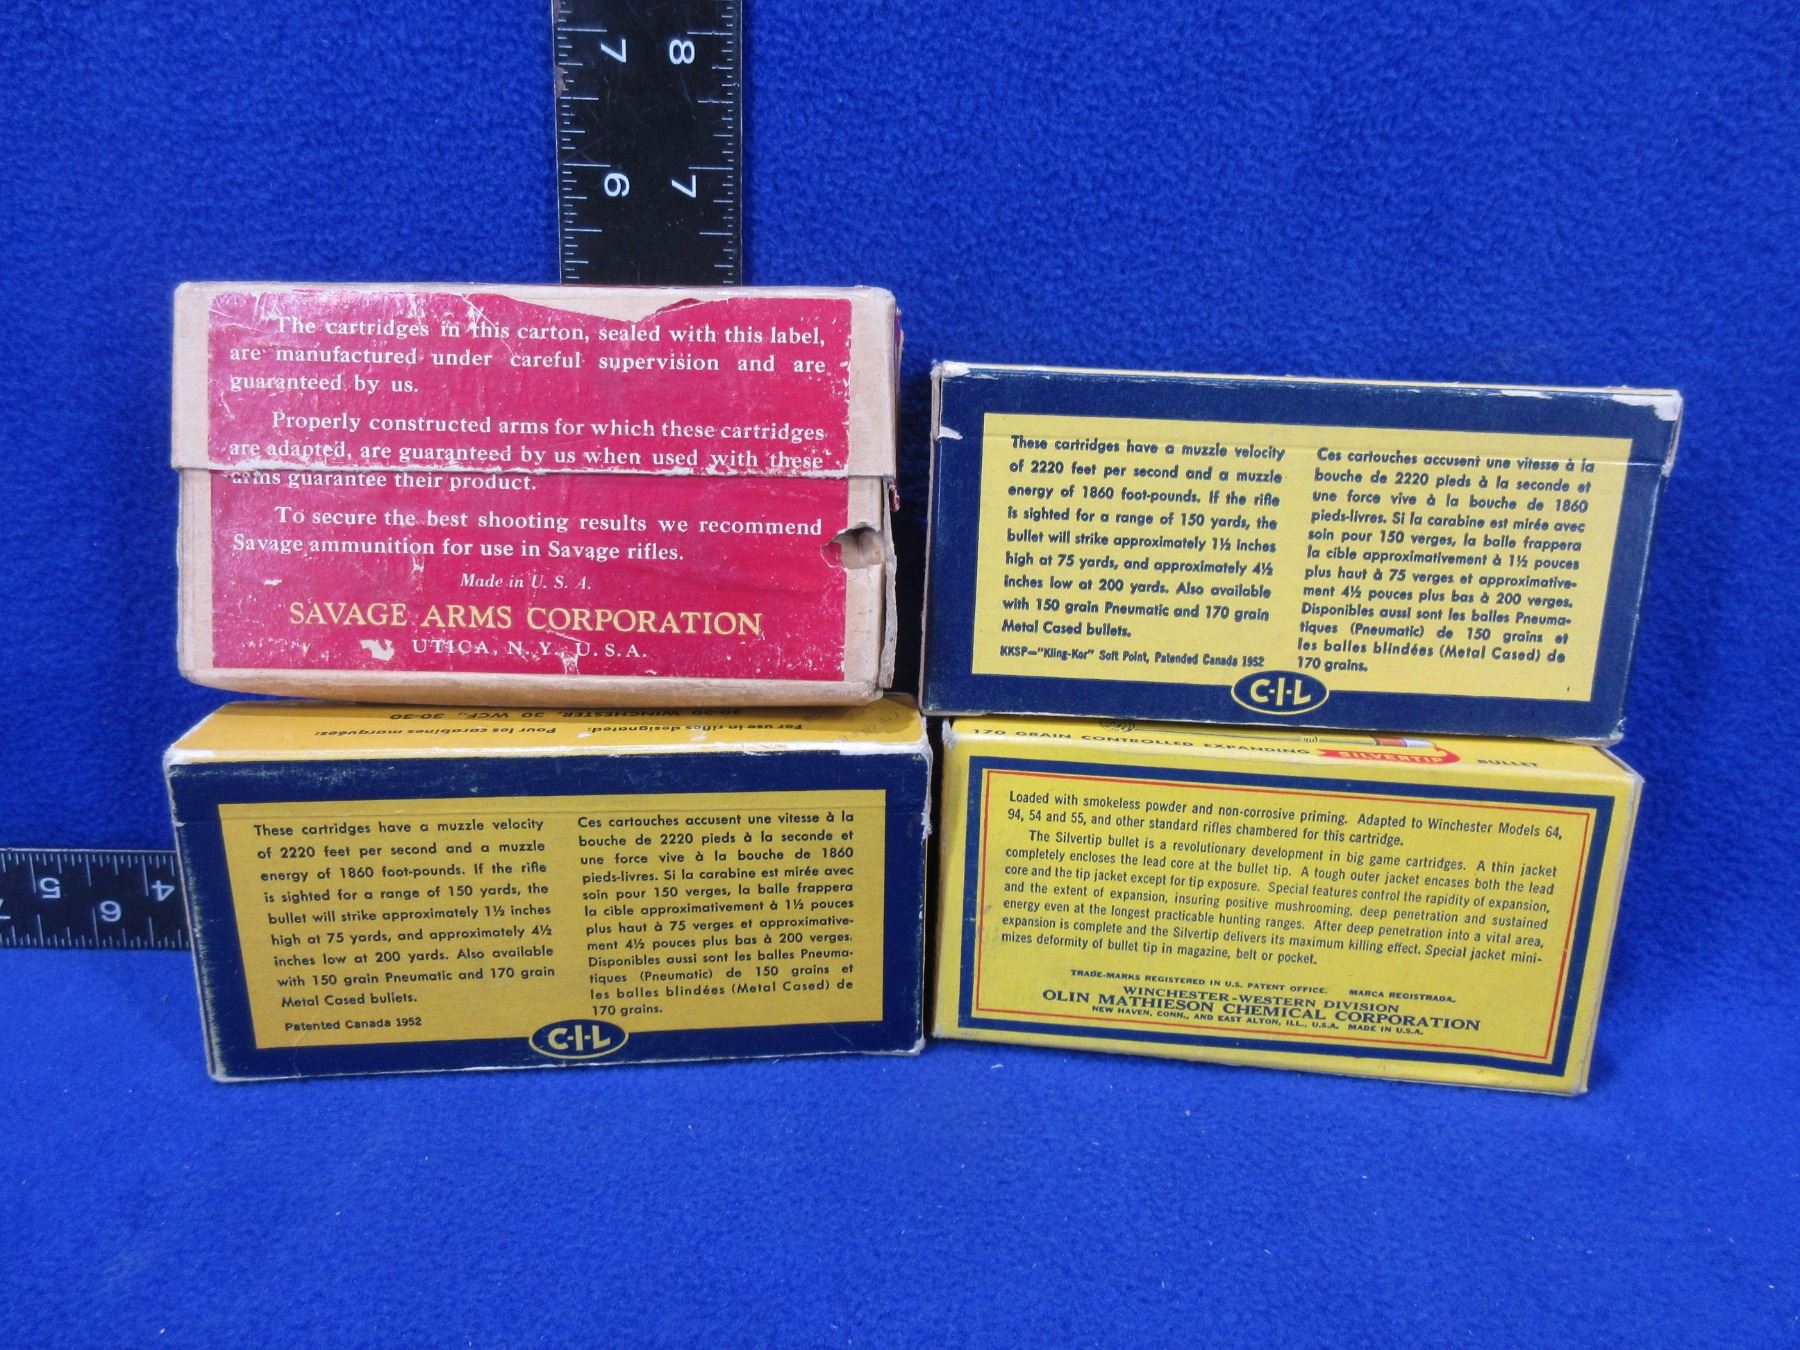 7 8
6 7
The cartridges in this carton, sealed with this label,
are manufactured under careful supervision and are
guaranteed by us.
Properly constructed arms for which these cartridges
are adapted, are guaranteed by us when used with these
arms guarantee their product.
To secure the best shooting results we recommend
Savage ammunition for use in Savage rifles.
Made in U. S. A.
SAVAGE ARMS CORPORATION
UTICA, N. Y., U. S. A.
These cartridges have a muzzle velocity
of 2220 feet per second and a muzzle
energy of 1860 foot-pounds. If the rifle
is sighted for a range of 150 yards, the
bullet will strike approximately 1½ inches
high at 75 yards, and approximately 4½
inches low at 200 yards. Also available
with 150 grain Pneumatic and 170 grain
Metal Cased bullets.
KKSP—"Kling-Kor" Soft Point, Patented Canada 1952
Ces cartouches accusent une vitesse à la
bouche de 2220 pieds à la seconde et
une force vive à la bouche de 1860
pieds-livres. Si la carabine est mirée avec
soin pour 150 verges, la balle frappera
la cible approximativement à 1½ pouces
plus haut à 75 verges et approximative-
ment 4½ pouces plus bas à 200 verges.
Disponibles aussi sont les balles Pneuma-
tiques (Pneumatic) de 150 grains et
les balles blindées (Metal Cased) de
170 grains.
C-I-L
For use in rifles designated: Pour les carabines marquées:
30-30 WINCHESTER, 30 WCF., 30-30
These cartridges have a muzzle velocity
of 2220 feet per second and a muzzle
energy of 1860 foot-pounds. If the rifle
is sighted for a range of 150 yards, the
bullet will strike approximately 1½ inches
high at 75 yards, and approximately 4½
inches low at 200 yards. Also available
with 150 grain Pneumatic and 170 grain
Metal Cased bullets.
Patented Canada 1952
Ces cartouches accusent une vitesse à la
bouche de 2220 pieds à la seconde et
une force vive à la bouche de 1860
pieds-livres. Si la carabine est mirée avec
soin pour 150 verges, la balle frappera
la cible approximativement à 1½ pouces
plus haut à 75 verges et approximative-
ment 4½ pouces plus bas à 200 verges.
Disponibles aussi sont les balles Pneuma-
tiques (Pneumatic) de 150 grains et
les balles blindées (Metal Cased) de
170 grains.
C-I-L
170 GRAIN CONTROLLED EXPANDING SILVERTIP BULLET
Loaded with smokeless powder and non-corrosive priming. Adapted to Winchester Models 64,
94, 54 and 55, and other standard rifles chambered for this cartridge.
The Silvertip bullet is a revolutionary development in big game cartridges. A thin jacket
completely encloses the lead core at the bullet tip. A tough outer jacket encases both the lead
core and the tip jacket except for tip exposure. Special features control the rapidity of expansion,
and the extent of expansion, insuring positive mushrooming, deep penetration and sustained
energy even at the longest practicable hunting ranges. After deep penetration into a vital area,
expansion is complete and the Silvertip delivers its maximum killing effect. Special jacket mini-
mizes deformity of bullet tip in magazine, belt or pocket.
TRADE-MARKS REGISTERED IN U.S. PATENT OFFICE. MARCA REGISTRADA.
WINCHESTER-WESTERN DIVISION
OLIN MATHIESON CHEMICAL CORPORATION
NEW HAVEN, CONN., AND EAST ALTON, ILL., U.S.A. MADE IN U.S.A.
5 4
7 6